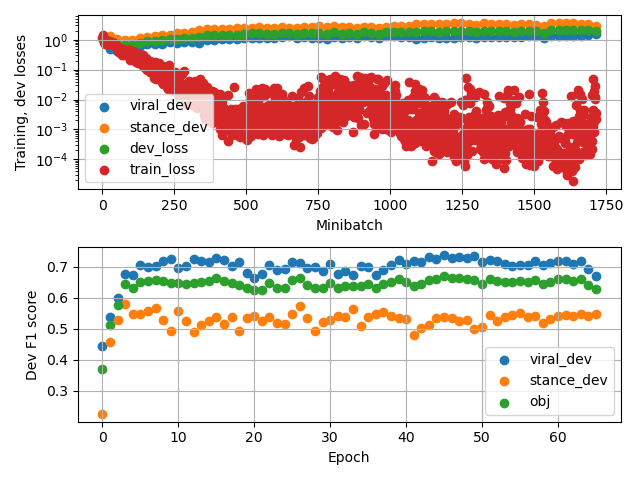 Training, dev losses
10⁰
10⁻¹
10⁻²
10⁻³
10⁻⁴
viral_dev
stance_dev
dev_loss
train_loss
0 250 500 750 1000 1250 1500 1750
Minibatch
Dev F1 score
0.7
0.6
0.5
0.4
0.3
viral_dev
stance_dev
obj
0 10 20 30 40 50 60
Epoch